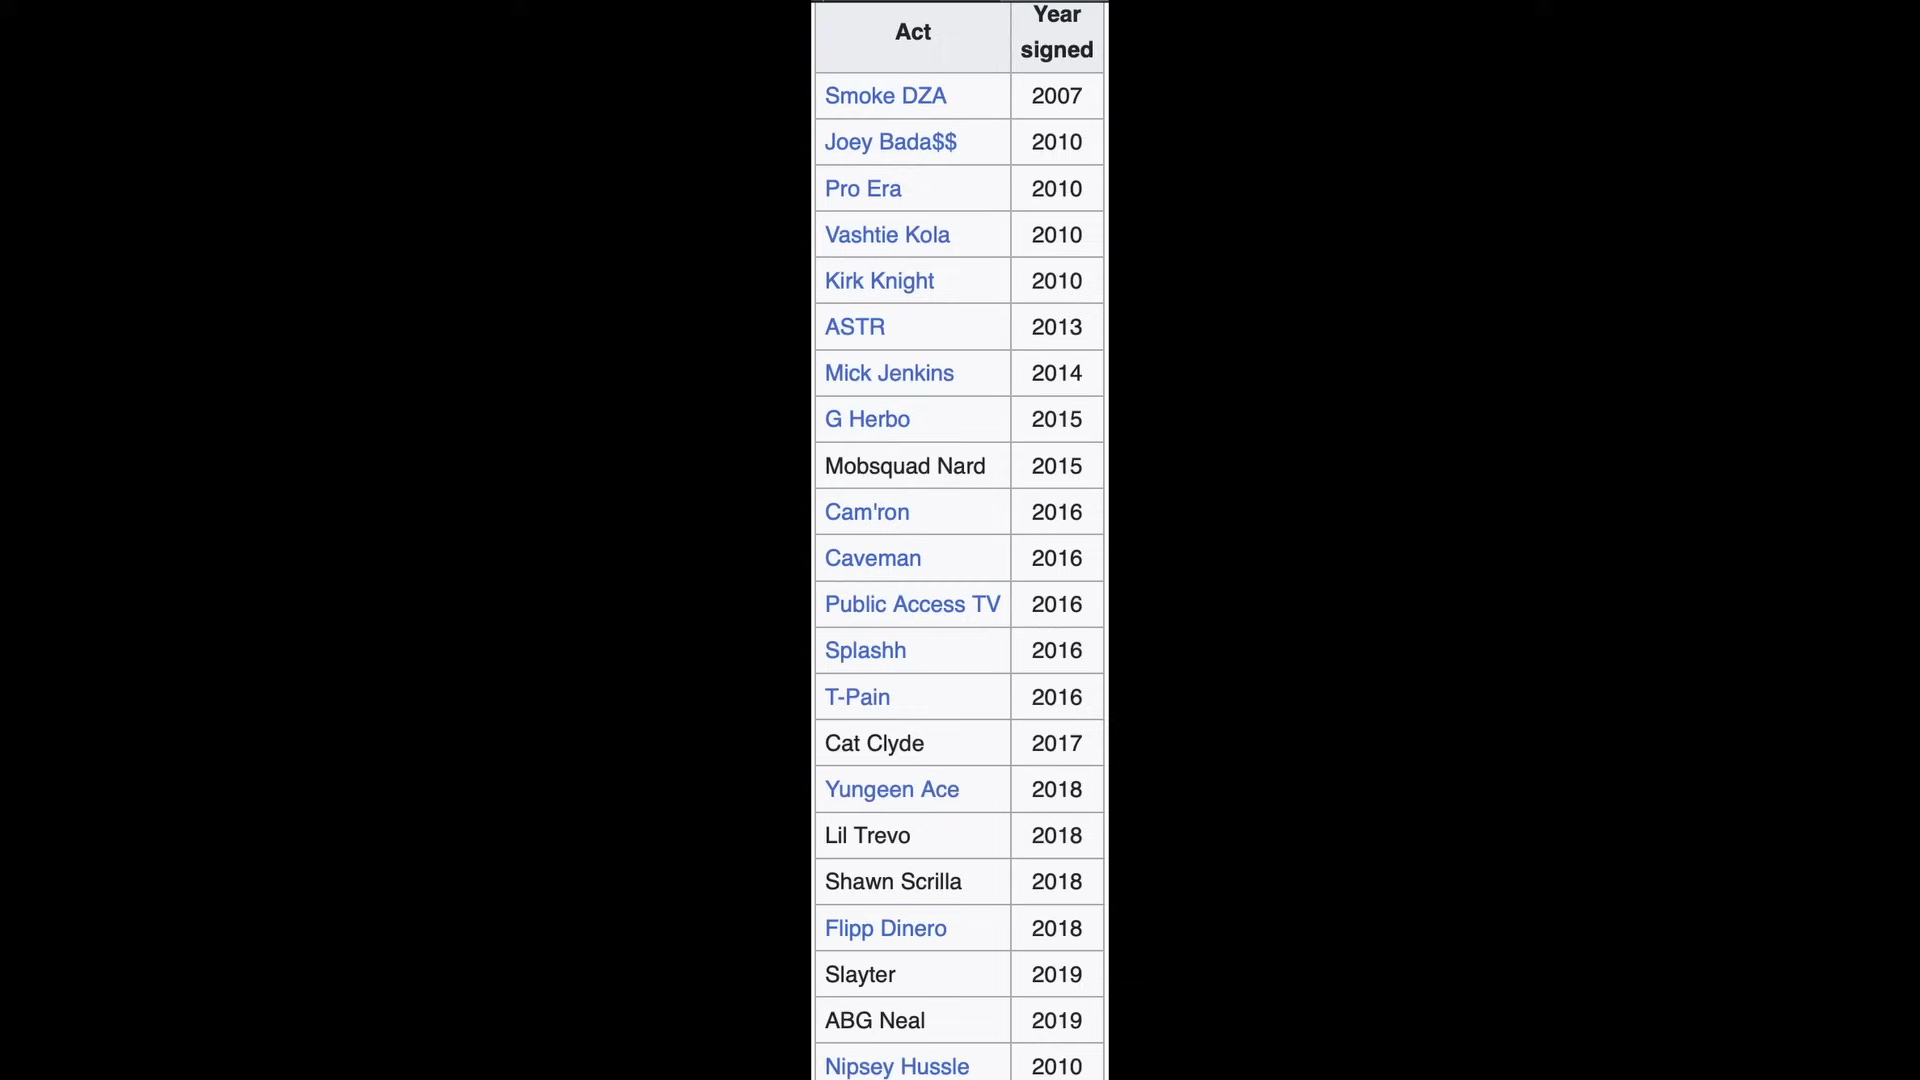 Act Year
signed
Smoke DZA 2007
Joey Bada$$ 2010
Pro Era 2010
Vashtie Kola 2010
Kirk Knight 2010
ASTR 2013
Mick Jenkins 2014
G Herbo 2015
Mobsquad Nard 2015
Cam'ron 2016
Caveman 2016
Public Access TV 2016
Splashh 2016
T-Pain 2016
Cat Clyde 2017
Yungeen Ace 2018
Lil Trevo 2018
Shawn Scrilla 2018
Flipp Dinero 2018
Slayter 2019
ABG Neal 2019
Nipsey Hussle 2010